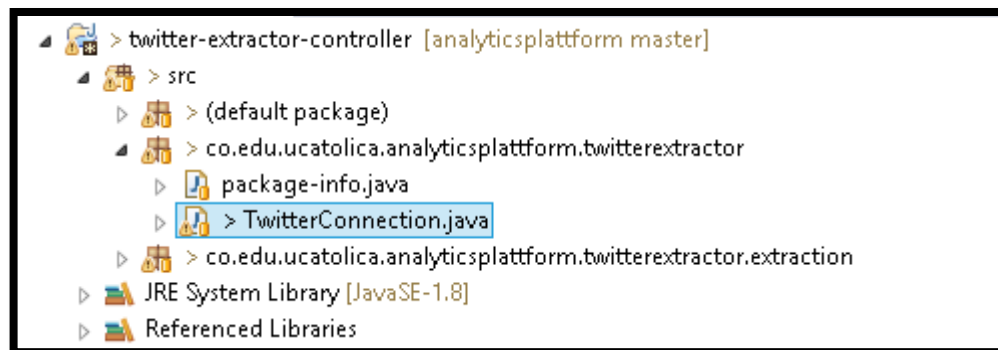 > twitter-extractor-controller [analyticsplattform master]
> src
> (default package)
> co.edu.ucatolica.analyticsplattform.twitterextractor
package-info.java
> TwitterConnection.java
> co.edu.ucatolica.analyticsplattform.twitterextractor.extraction
JRE System Library [JavaSE-1.8]
Referenced Libraries